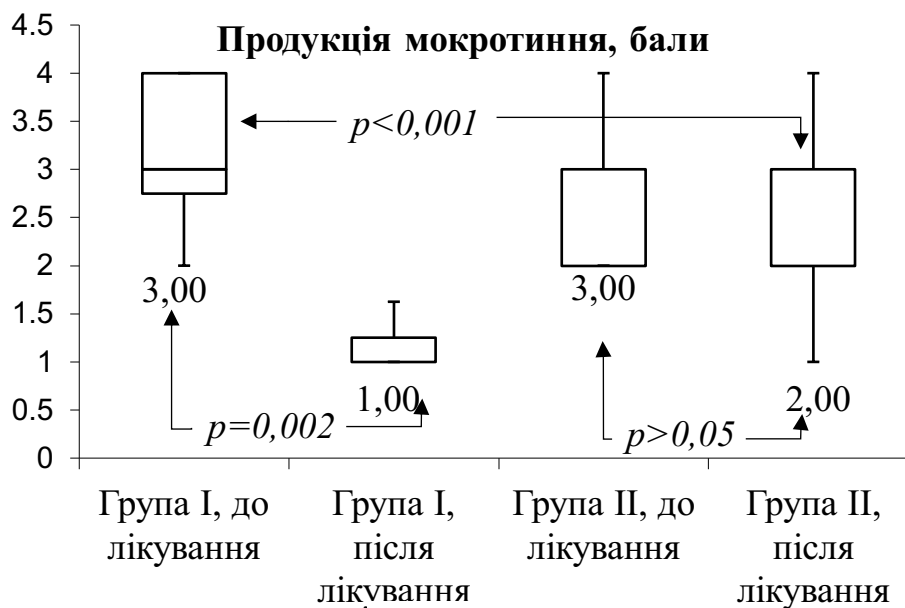 Продукція мокротиння, бали
4.5
4
3.5
3
2.5
2
1.5
1
0.5
0
p<0,001
3,00
1,00
3,00
2,00
p=0,002
p>0,05
Група I, до
лікування
Група I,
після
лікування
Група II, до
лікування
Група II,
після
лікування